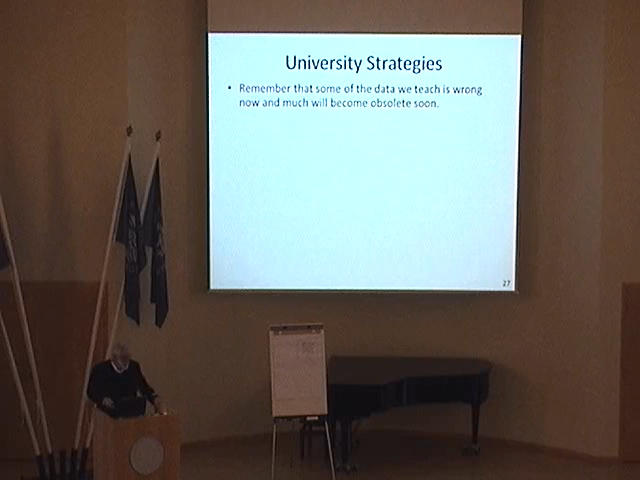 University Strategies
• Remember that some of the data we teach is wrong
now and much will become obsolete soon.
27